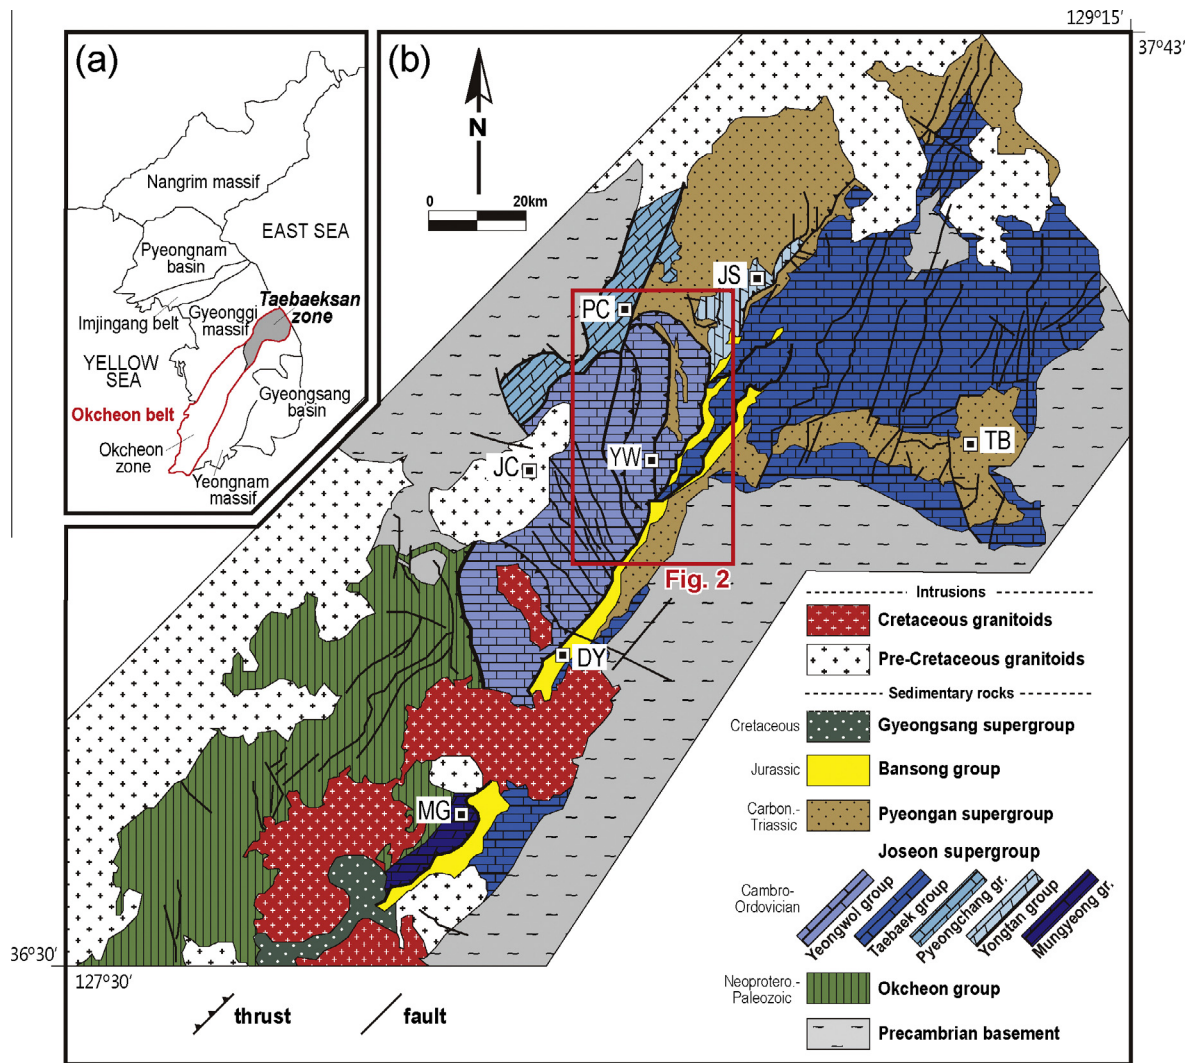 129°15′
37°43′
(a)
Nangrim massif
EAST SEA
Pyeongnam
basin
Taebaeksan
zone
Imjingang belt
Gyeonggi
massif
YELLOW
SEA
Gyeongsang
basin
Okcheon belt
Okcheon
zone
Yeongnam
massif
(b)
N
0
20km
JS
PC
TB
YW
JC
Fig. 2
DY
MG
36°30′
127°30′
thrust
fault
Intrusions
Cretaceous granitoids
Pre-Cretaceous granitoids
Sedimentary rocks
Cretaceous
Gyeongsang supergroup
Jurassic
Bansong group
Carbon.-
Triassic
Pyeongan supergroup
Joseon supergroup
Cambro-
Ordovician
Yeongwol group
Taebaek group
Pyeongchang gr.
Yongtan group
Mungyeong gr.
Neoprotero.-
Paleozoic
Okcheon group
Precambrian basement